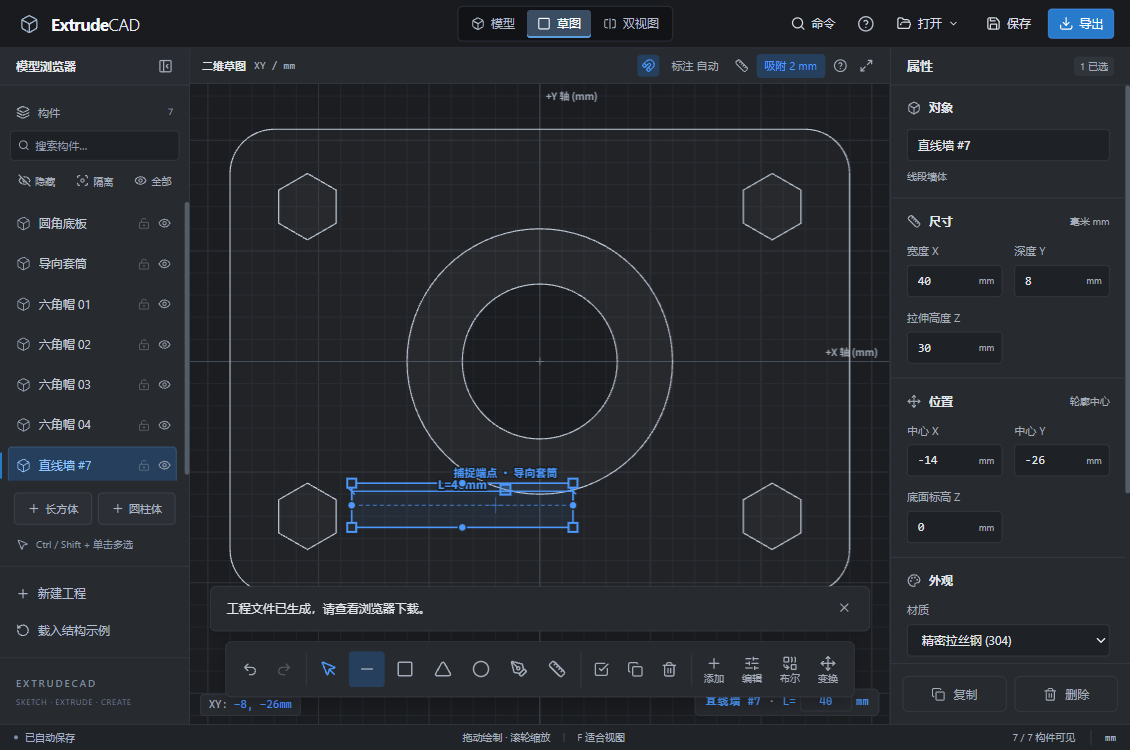 ExtrudeCAD
模型
草图
双视图
命令
打开
保存
导出
模型浏览器
二维草图 XY / mm
标注 自动
吸附 2 mm
属性
1 已选
构件
7
搜索构件...
隐藏
隔离
全部
圆角底板
导向套筒
六角帽 01
六角帽 02
六角帽 03
六角帽 04
直线墙 #7
长方体
圆柱体
Ctrl / Shift + 单击多选
新建工程
载入结构示例
EXTRUDECAD
SKETCH · EXTRUDE · CREATE
+Y 轴 (mm)
+X 轴 (mm)
捕捉端点 · 导向套筒
工程文件已生成，请查看浏览器下载。
添加
编辑
布尔
变换
XY: -8, -26mm
直线墙 #7 · L= 40 mm
对象
直线墙 #7
线段墙体
尺寸
毫米 mm
宽度 X
深度 Y
40 mm
8 mm
拉伸高度 Z
30 mm
位置
轮廓中心
中心 X
中心 Y
-14 mm
-26 mm
底面标高 Z
0 mm
外观
材质
精密拉丝钢 (304)
复制
删除
已自动保存
拖动绘制 · 滚轮缩放
F 适合视图
7 / 7 构件可见
mm